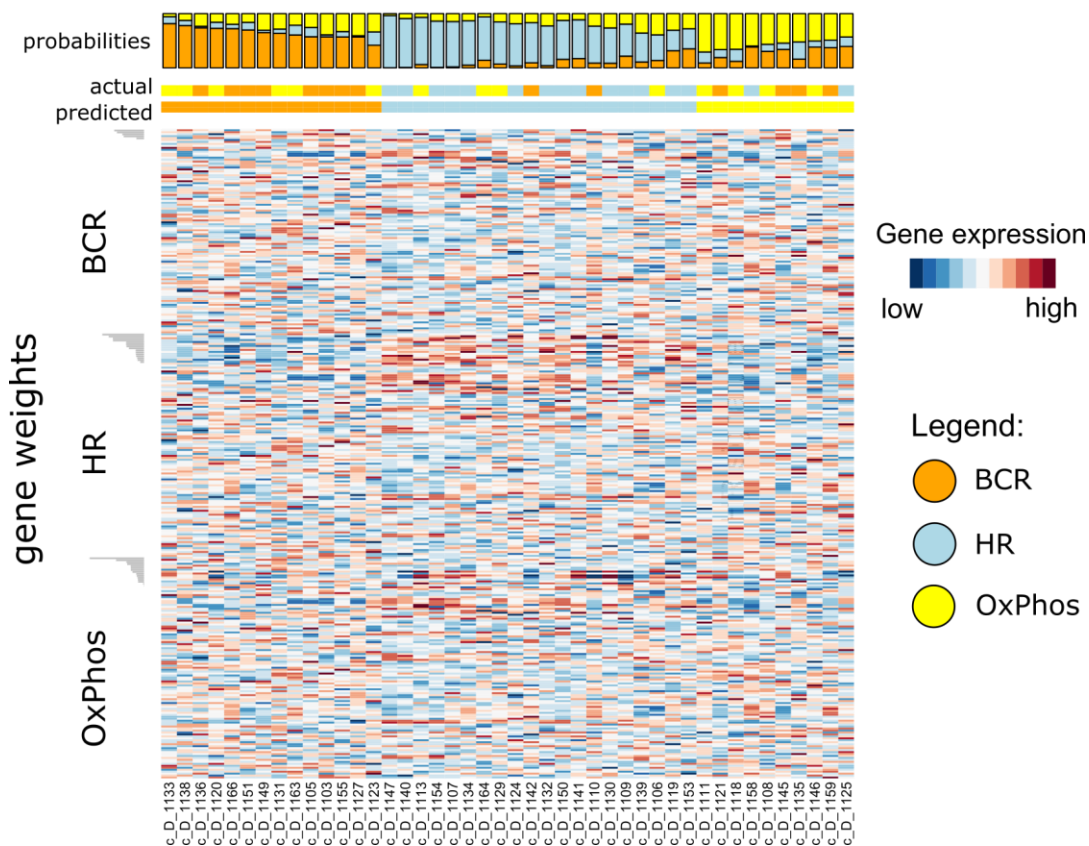 probabilities
actual
predicted
BCR
HR
OxPhos
gene weights
Gene expression
low high
Legend:
BCR
HR
OxPhos
c_D_1133
c_D_1138
c_D_1136
c_D_1120
c_D_1166
c_D_1151
c_D_1149
c_D_1131
c_D_1163
c_D_1105
c_D_1103
c_D_1155
c_D_1127
c_D_1123
c_D_1147
c_D_1140
c_D_1113
c_D_1154
c_D_1107
c_D_1134
c_D_1164
c_D_1129
c_D_1124
c_D_1142
c_D_1132
c_D_1150
c_D_1141
c_D_1110
c_D_1130
c_D_1109
c_D_1139
c_D_1106
c_D_1119
c_D_1153
c_D_1111
c_D_1121
c_D_1118
c_D_1158
c_D_1108
c_D_1145
c_D_1135
c_D_1146
c_D_1159
c_D_1125